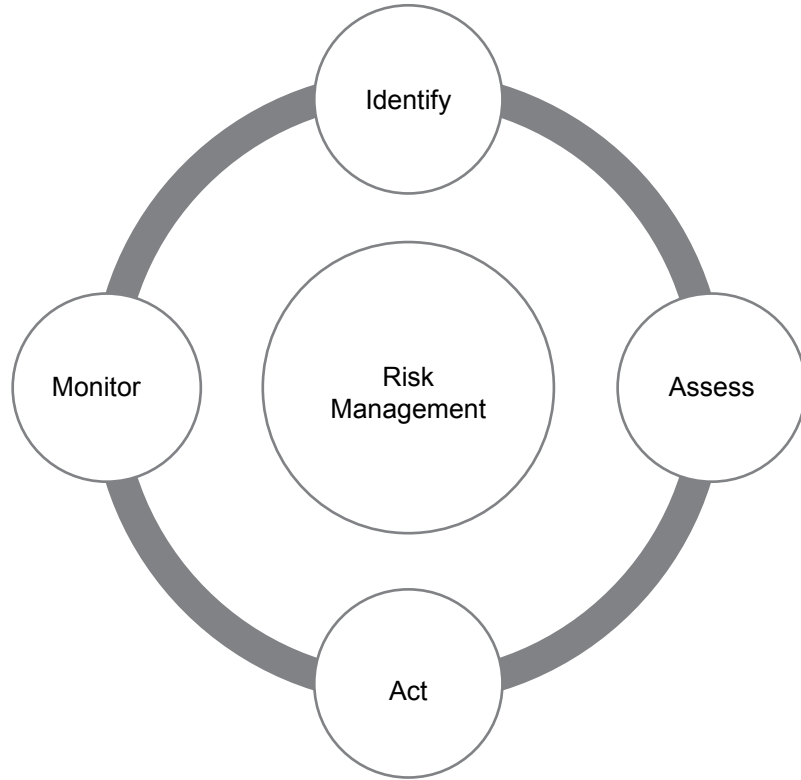 Identify
Monitor
Risk
Management
Assess
Act